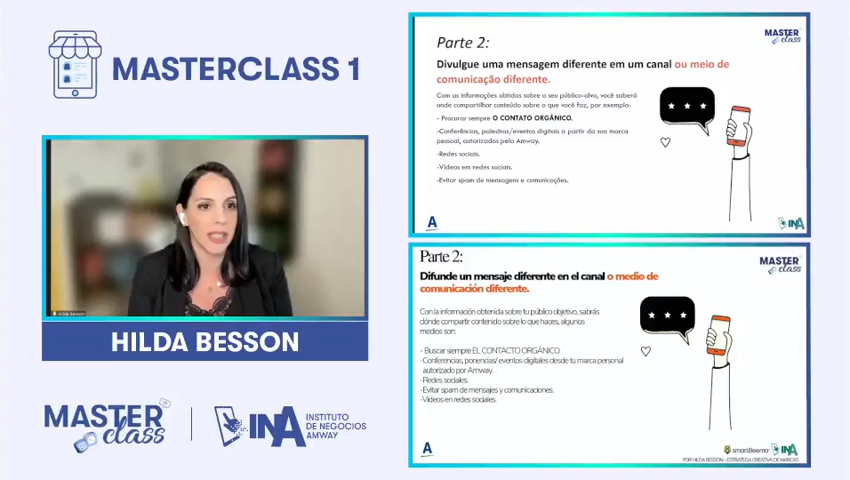 MASTERCLASS 1
Hilda Besson
HILDA BESSON
MASTER
class
INA
INSTITUTO
DE NEGOCIOS
AMWAY
MASTER
class
Parte 2:
Divulgue uma mensagem diferente em um canal ou meio de
comunicação diferente.
Com as informações obtidas sobre o seu público-alvo, você saberá
onde compartilhar conteúdo sobre o que você faz, por exemplo:
- Procurar sempre O CONTATO ORGÂNICO.
-Conferências, palestras/eventos digitais a partir da sua marca
pessoal, autorizados pela Amway.
-Redes sociais.
-Vídeos em redes sociais.
-Evitar spam de mensagens e comunicações.
A
INA
MASTER
class
Parte 2:
Difunde un mensaje diferente en el canal o medio de
comunicación diferente.
Con la información obtenida sobre tu público objetivo, sabrás
dónde compartir contenido sobre lo que haces, algunos
medios son:
- Buscar siempre EL CONTACTO ORGÁNICO.
-Conferencias, ponencias/ eventos digitales desde tu marca personal
autorizado por Amway.
-Redes sociales.
-Evitar spam de mensajes y comunicaciones.
-Videos en redes sociales.
A
smartBeemo
INA
POR HILDA BESSON - ESTRATEGA CREATIVA DE MARCAS